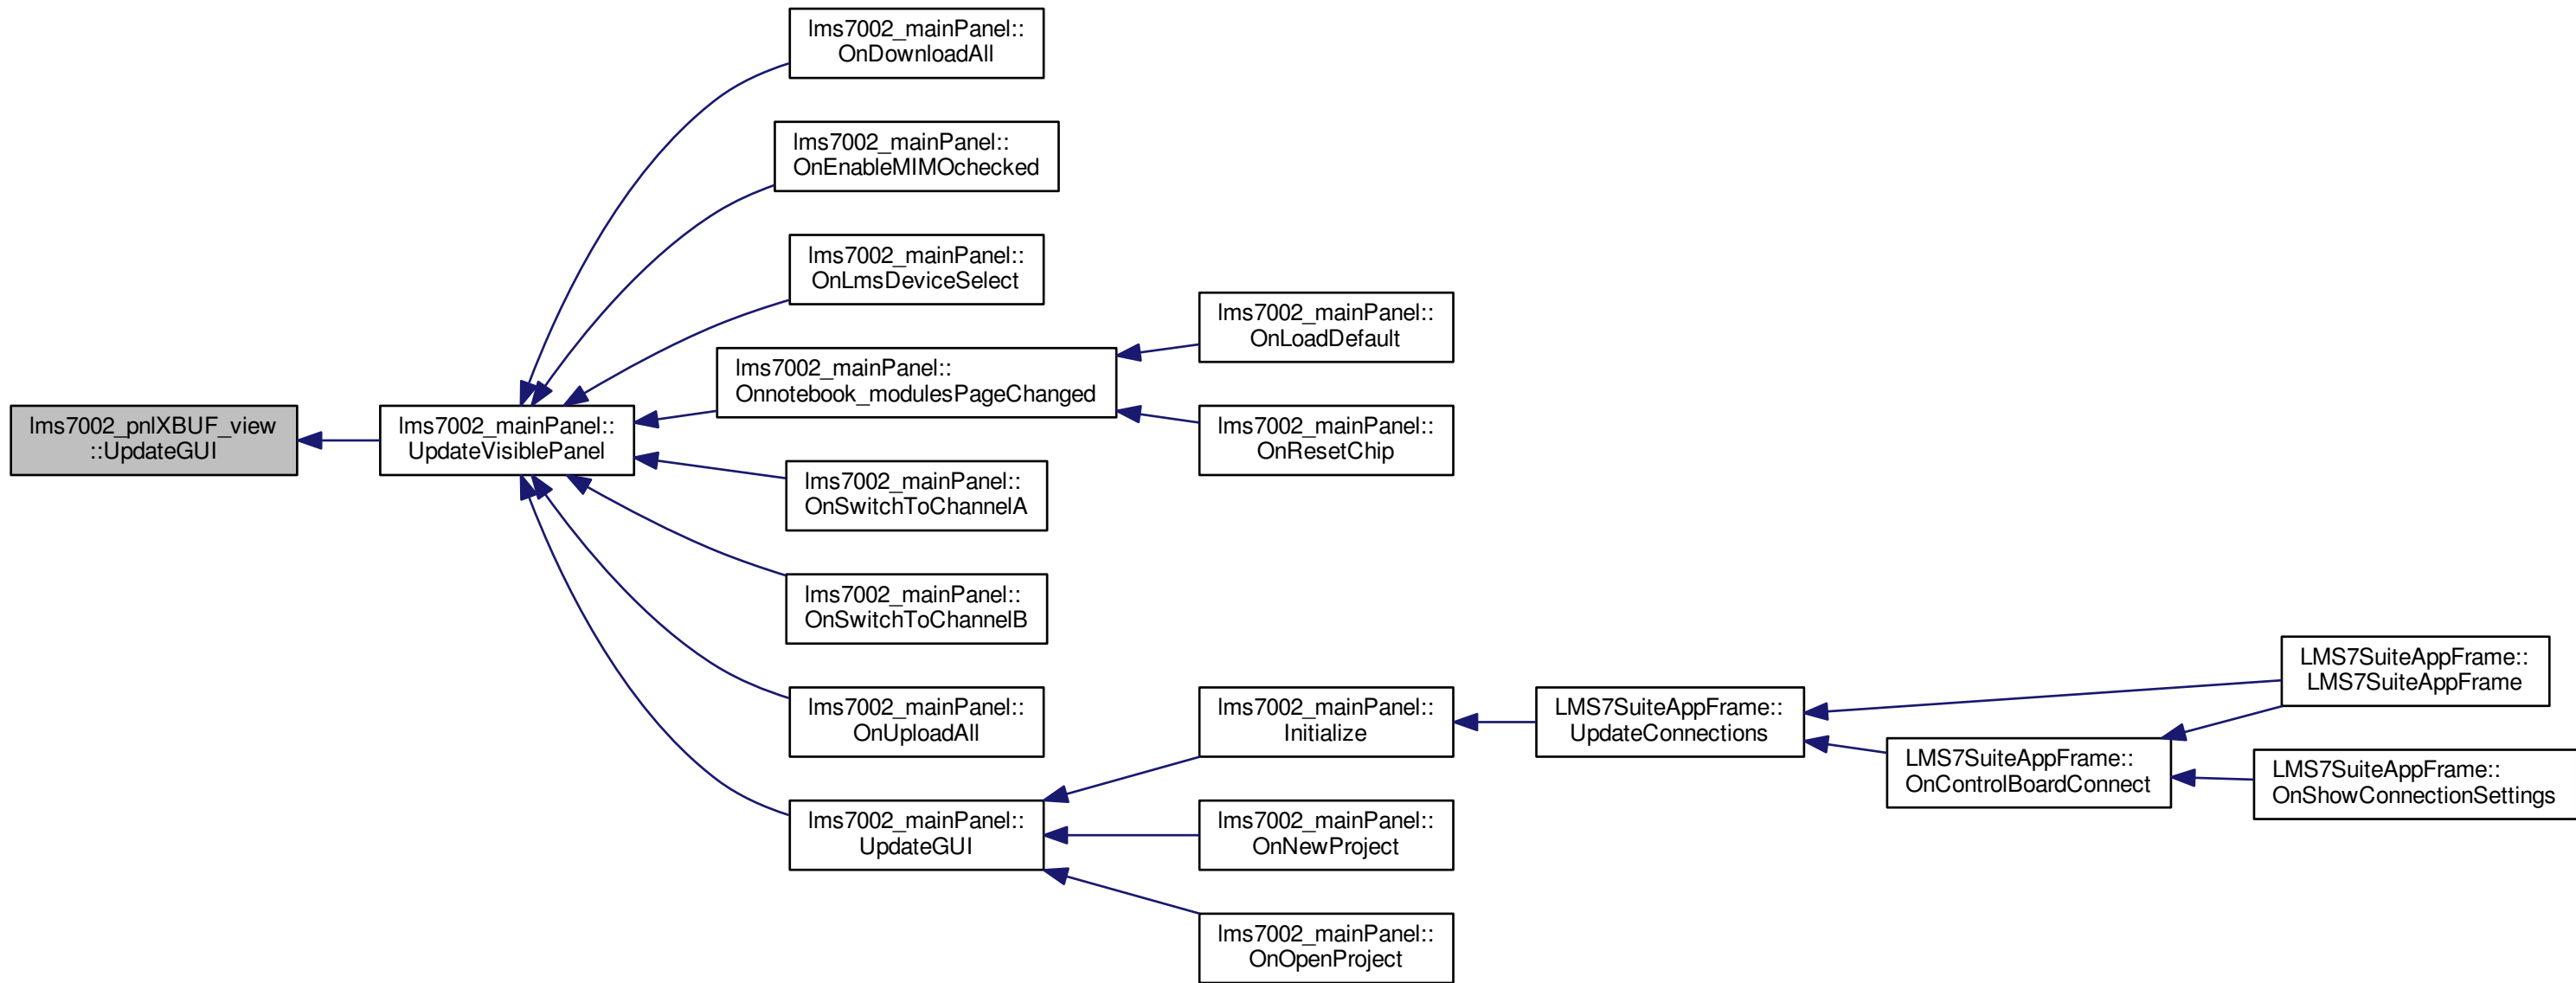 lms7002_mainPanel::
OnDownloadAll
lms7002_mainPanel::
OnEnableMIMOchecked
lms7002_mainPanel::
OnLmsDeviceSelect
lms7002_mainPanel::
OnLoadDefault
lms7002_mainPanel::
Onnotebook_modulesPageChanged
lms7002_pnlXBUF_view
::UpdateGUI
lms7002_mainPanel::
UpdateVisiblePanel
lms7002_mainPanel::
OnResetChip
lms7002_mainPanel::
OnSwitchToChannelA
lms7002_mainPanel::
OnSwitchToChannelB
LMS7SuiteAppFrame::
LMS7SuiteAppFrame
lms7002_mainPanel::
OnUploadAll
lms7002_mainPanel::
Initialize
LMS7SuiteAppFrame::
UpdateConnections
LMS7SuiteAppFrame::
OnControlBoardConnect
LMS7SuiteAppFrame::
OnShowConnectionSettings
lms7002_mainPanel::
UpdateGUI
lms7002_mainPanel::
OnNewProject
lms7002_mainPanel::
OnOpenProject